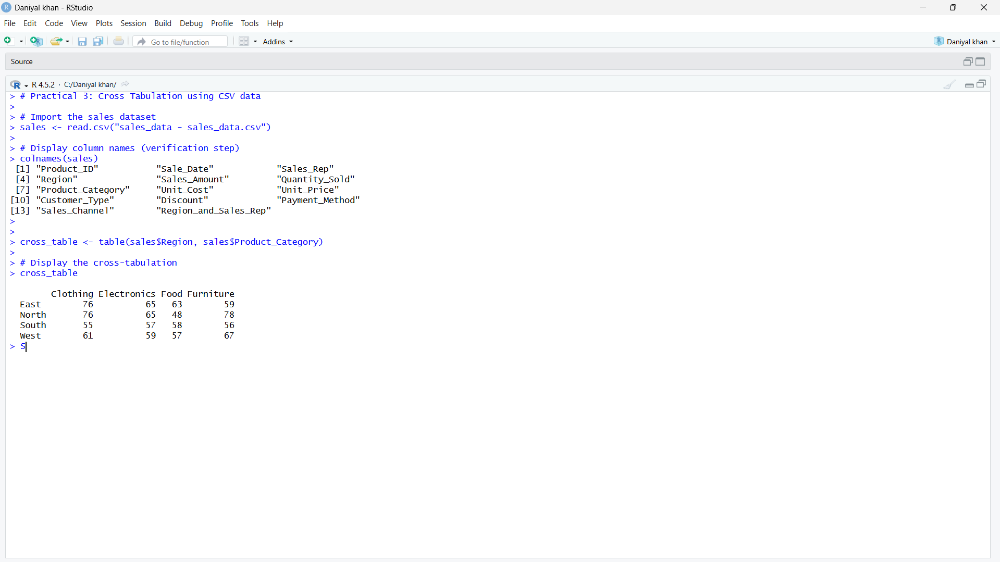 Daniyal khan - RStudio
File Edit Code View Plots Session Build Debug Profile Tools Help
Go to file/function Addins Daniyal khan
Source
R 4.5.2 · C:/Daniyal khan/
> # Practical 3: Cross Tabulation using CSV data
>
> # Import the sales dataset
> sales <- read.csv("sales_data - sales_data.csv")
>
> # Display column names (verification step)
> colnames(sales)
[1] "Product_ID" "Sale_Date" "Sales_Rep"
[4] "Region" "Sales_Amount" "Quantity_Sold"
[7] "Product_Category" "Unit_Cost" "Unit_Price"
[10] "Customer_Type" "Discount" "Payment_Method"
[13] "Sales_Channel" "Region_and_Sales_Rep"
>
>
> cross_table <- table(sales$Region, sales$Product_Category)
>
> # Display the cross-tabulation
> cross_table
Clothing Electronics Food Furniture
East 76 65 63 59
North 76 65 48 78
South 55 57 58 56
West 61 59 57 67
> S